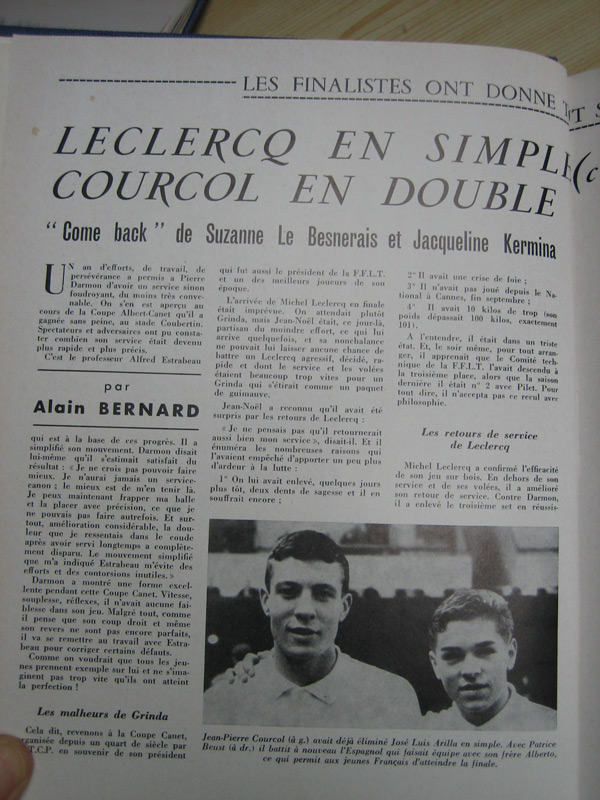 LES FINALISTES ONT DONNE
LECLERCQ EN SIMPLE
COURCOL EN DOUBLE
"Come back" de Suzanne Le Besnerais et Jacqueline Kermina
UN an d'efforts, de travail, de
persévérance a permis à Pierre
Darmon d'avoir un service sinon
foudroyant, du moins très conve-
nable. On s'en est aperçu au
cours de la Coupe Albert-Canet qu'il a
gagnée sans peine, au stade Coubertin.
Spectateurs et adversaires ont pu consta-
ter combien son service était devenu
plus rapide et plus précis.
C'est le professeur Alfred Estrabeau
par
Alain BERNARD
qui est à la base de ces progrès. Il a
simplifié son mouvement. Darmon disait
lui-même qu'il s'estimait satisfait du
résultat : « Je ne crois pas pouvoir faire
mieux. Je n'aurai jamais un service-
canon ; le mieux est de m'en tenir là.
Je peux maintenant frapper ma balle
et la placer avec précision, ce que je
ne pouvais pas faire autrefois. Et sur-
tout, amélioration considérable, la dou-
leur que je ressentais dans le coude
après avoir servi longtemps a complète-
ment disparu. Le mouvement simplifié
que m'a indiqué Estrabeau m'évite des
efforts et des contorsions inutiles. »
Darmon a montré une forme excel-
lente pendant cette Coupe Canet. Vitesse,
souplesse, réflexes, il n'avait aucune fai-
blesse dans son jeu. Malgré tout, comme
il pense que son coup droit et même
son revers ne sont pas encore parfaits,
il va se remettre au travail avec Estra-
beau pour corriger certains défauts.
Comme on voudrait que tous les jeu-
nes prennent exemple sur lui et ne s'ima-
ginent pas trop vite qu'ils ont atteint
la perfection !
Les malheurs de Grinda
Cela dit, revenons à la Coupe Canet,
organisée depuis un quart de siècle par
T.C.P. en souvenir de son président
qui fut aussi le président de la F.F.L.T.
et un des meilleurs joueurs de son
époque.
L'arrivée de Michel Leclercq en finale
était imprévue. On attendait plutôt
Grinda, mais Jean-Noël était, ce jour-là,
partisan du moindre effort, ce qui lui
arrive quelquefois, et sa nonchalance
ne pouvait lui laisser aucune chance de
battre un Leclercq agressif, décidé, ra-
pide et dont le service et les volées
étaient beaucoup trop vites pour un
Grinda qui s'étirait comme un paquet
de guimauve.
Jean-Noël a reconnu qu'il avait été
surpris par les retours de Leclercq :
« Je ne pensais pas qu'il retournerait
aussi bien mon service », disait-il. Et il
énuméra les nombreuses raisons qui
l'avaient empêché d'apporter un peu plus
d'ardeur à la lutte :
1° On lui avait enlevé, quelques jours
plus tôt, deux dents de sagesse et il en
souffrait encore ;
2° Il avait une crise de foie ;
3° Il n'avait pas joué depuis le Na-
tional à Cannes, fin septembre ;
4° Il avait 10 kilos de trop (son
poids dépassait 100 kilos, exactement
101).
A l'entendre, il était dans un triste
état. Et, le soir même, pour tout arran-
ger, il apprenait que le Comité tech-
nique de la F.F.L.T. l'avait descendu à
la troisième place, alors que la saison
dernière il était n° 2 avec Pilet. Pour
tout dire, il n'accepta pas ce recul avec
philosophie.
Les retours de service
de Leclercq
Michel Leclercq a confirmé l'efficacité
de son jeu sur bois. En dehors de son
service et de ses volées, il a amélioré
son retour de service. Contre Darmon,
il a enlevé le troisième set en réussis-
Jean-Pierre Courcol (à g.) avait déjà éliminé José Luis Arilla en simple. Avec Patrice
Beust (à dr.) il battit à nouveau l'Espagnol qui faisait équipe avec son frère Alberto,
ce qui permit aux jeunes Français d'atteindre la finale.